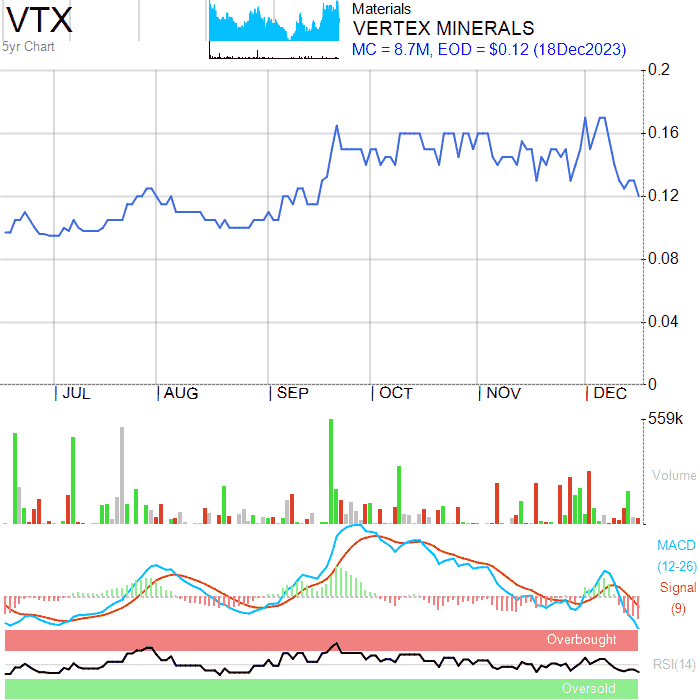 VTX
5yr Chart
Materials
VERTEX MINERALS
MC = 8.7M, EOD = $0.12 (18Dec2023)
0.2
0.16
0.12
0.08
0.04
0
JUL AUG SEP OCT NOV DEC
559k
Volume
MACD
(12-26)
Signal
(9)
Overbought
RSI(14)
Oversold